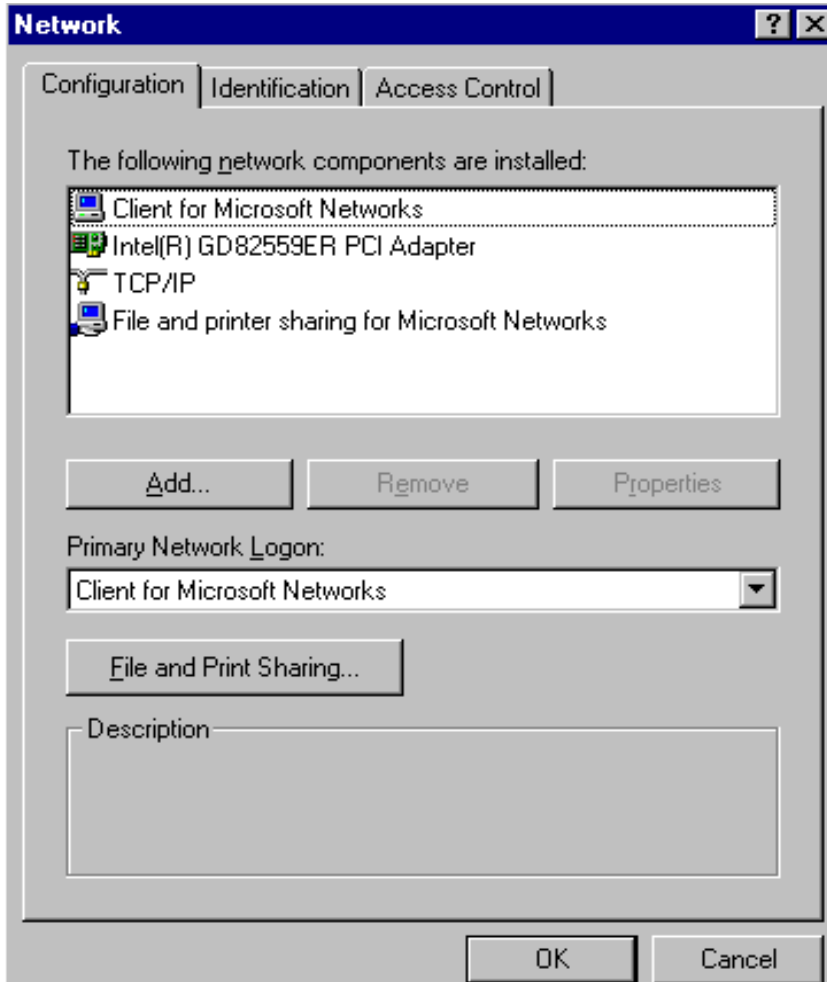 Network
Configuration Identification Access Control
The following network components are installed:
Client for Microsoft Networks
Intel(R) GD82559ER PCI Adapter
TCP/IP
File and printer sharing for Microsoft Networks
Add... Remove Properties
Primary Network Logon:
Client for Microsoft Networks
File and Print Sharing...
Description
OK Cancel